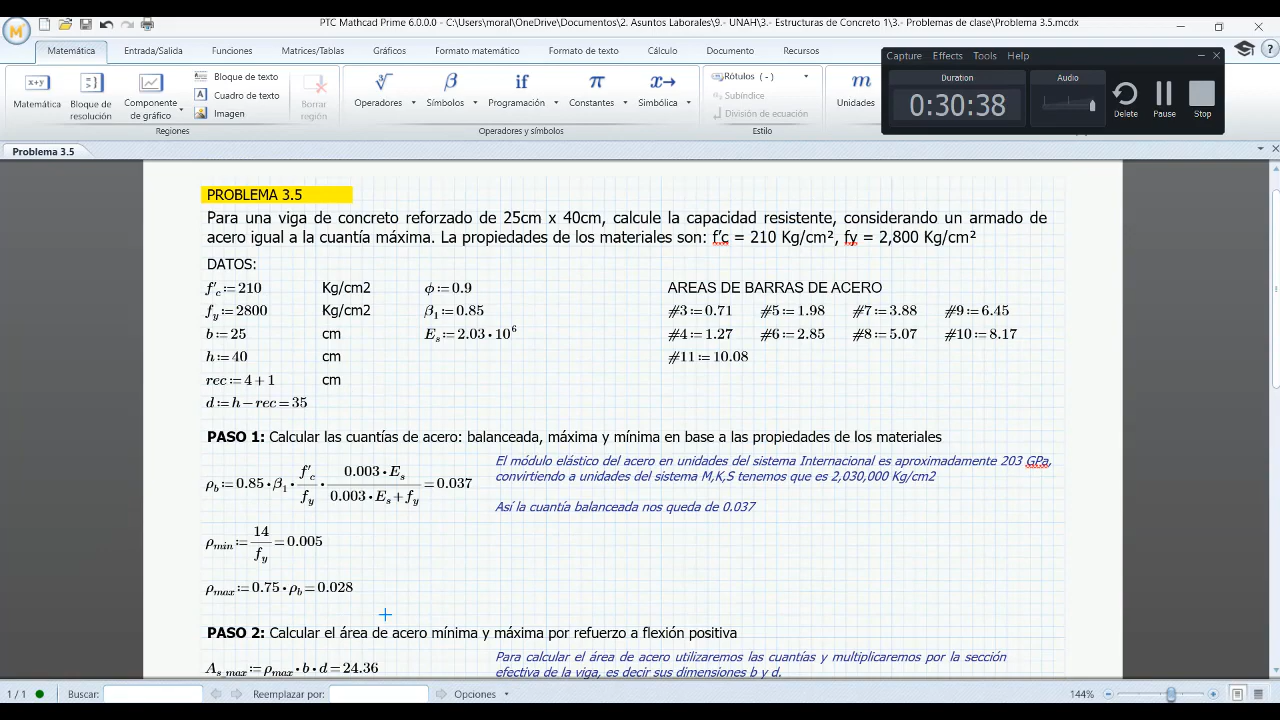 PTC Mathcad Prime 6.0.0.0 - C:\Users\moral\OneDrive\Documentos\2. Asuntos Laborales\9.- UNAH\3.- Estructuras de Concreto 1\3.- Problemas de clase\Problema 3.5.mcdx
Matemática Entrada/Salida Funciones Matrices/Tablas Gráficos Formato matemático Formato de texto Cálculo Documento Recursos
Capture Effects Tools Help
Duration Audio
0:30:38 Delete Pause Stop
Matemática Bloque de resolución Componente de gráfico Bloque de texto Cuadro de texto Imagen Borrar región
Operadores Símbolos Programación Constantes Simbólica
Rótulos ( - ) Subíndice División de ecuación Unidades
Regiones Operadores y símbolos Estilo
Problema 3.5
PROBLEMA 3.5
Para una viga de concreto reforzado de 25cm x 40cm, calcule la capacidad resistente, considerando un armado de
acero igual a la cuantía máxima. La propiedades de los materiales son: f'c = 210 Kg/cm², fy = 2,800 Kg/cm²
DATOS:
f'c := 210 Kg/cm2 ϕ := 0.9 AREAS DE BARRAS DE ACERO
fy := 2800 Kg/cm2 β1 := 0.85 #3 := 0.71 #5 := 1.98 #7 := 3.88 #9 := 6.45
b := 25 cm Es := 2.03 • 10⁶ #4 := 1.27 #6 := 2.85 #8 := 5.07 #10 := 8.17
h := 40 cm #11 := 10.08
rec := 4 + 1 cm
d := h − rec = 35
PASO 1: Calcular las cuantías de acero: balanceada, máxima y mínima en base a las propiedades de los materiales
ρb := 0.85 • β1 • f'c / fy • 0.003 • Es / 0.003 • Es + fy = 0.037
El módulo elástico del acero en unidades del sistema Internacional es aproximadamente 203 GPa,
convirtiendo a unidades del sistema M,K,S tenemos que es 2,030,000 Kg/cm2
Así la cuantía balanceada nos queda de 0.037
ρmin := 14 / fy = 0.005
ρmax := 0.75 • ρb = 0.028
PASO 2: Calcular el área de acero mínima y máxima por refuerzo a flexión positiva
As_max := ρmax • b • d = 24.36
Para calcular el área de acero utilizaremos las cuantías y multiplicaremos por la sección
efectiva de la viga, es decir sus dimensiones b y d.
1 / 1 Buscar: Reemplazar por: Opciones 144%